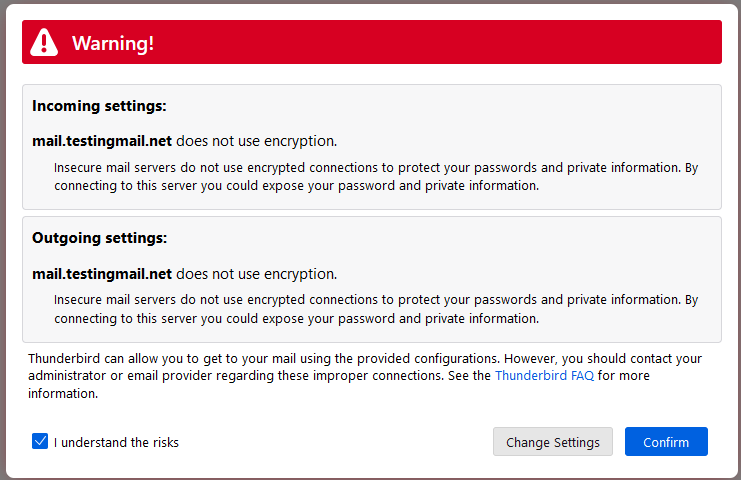 Warning!
Incoming settings:
mail.testingmail.net does not use encryption.
Insecure mail servers do not use encrypted connections to protect your passwords and private information. By
connecting to this server you could expose your password and private information.
Outgoing settings:
mail.testingmail.net does not use encryption.
Insecure mail servers do not use encrypted connections to protect your passwords and private information. By
connecting to this server you could expose your password and private information.
Thunderbird can allow you to get to your mail using the provided configurations. However, you should contact your
administrator or email provider regarding these improper connections. See the Thunderbird FAQ for more
information.
I understand the risks
Change Settings
Confirm